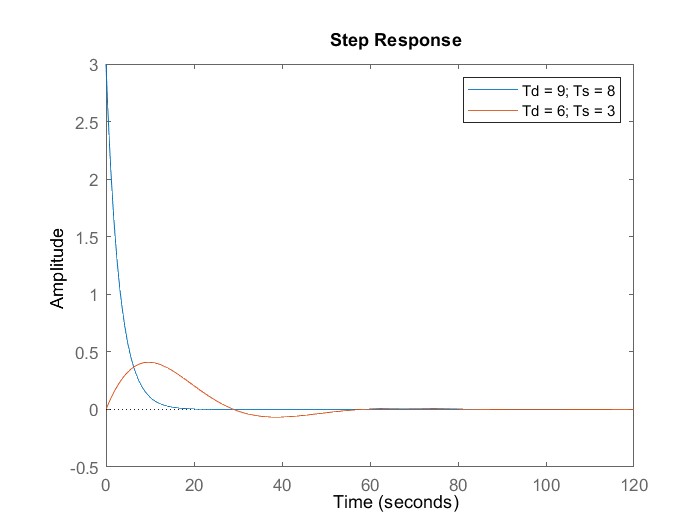 Step Response
Td = 9; Ts = 8
Td = 6; Ts = 3
Amplitude
3
2.5
2
1.5
1
0.5
0
-0.5
0 20 40 60 80 100 120
Time (seconds)